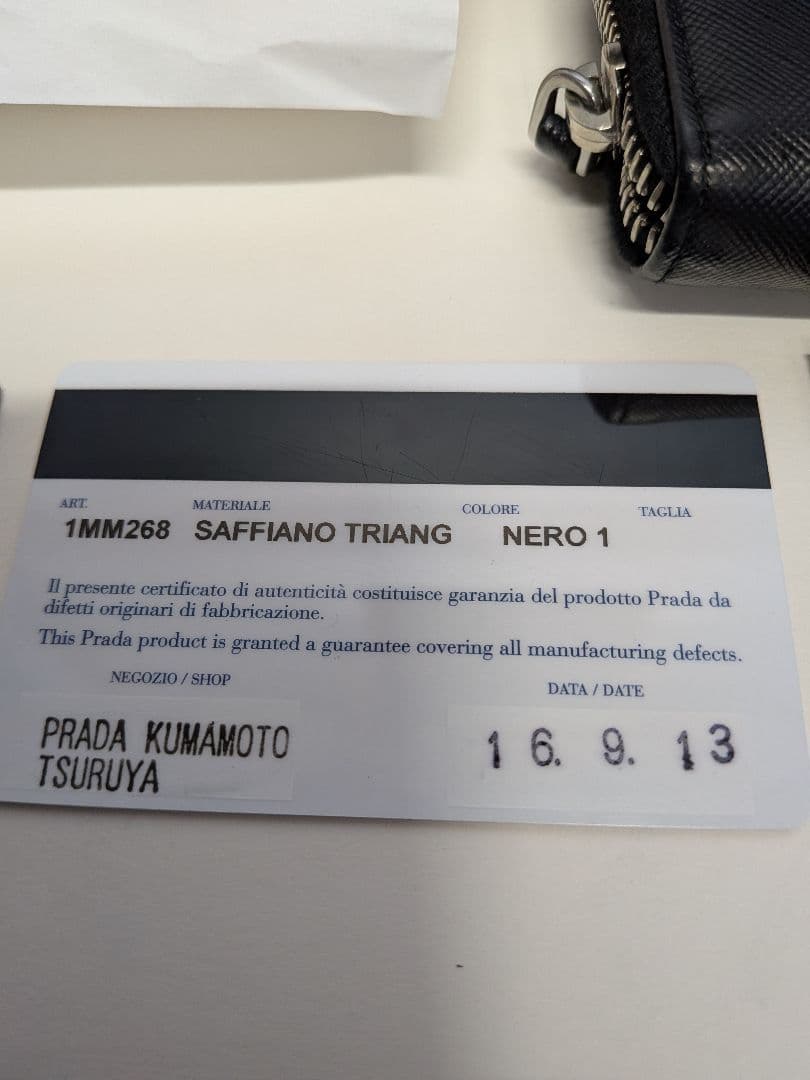 ART. MATERIALE COLORE TAGLIA
1MM268 SAFFIANO TRIANG NERO 1
Il presente certificato di autenticità costituisce garanzia del prodotto Prada da
difetti originari di fabbricazione.
This Prada product is granted a guarantee covering all manufacturing defects.
NEGOZIO / SHOP DATA / DATE
PRADA KUMAMOTO 16. 9. 13
TSURUYA